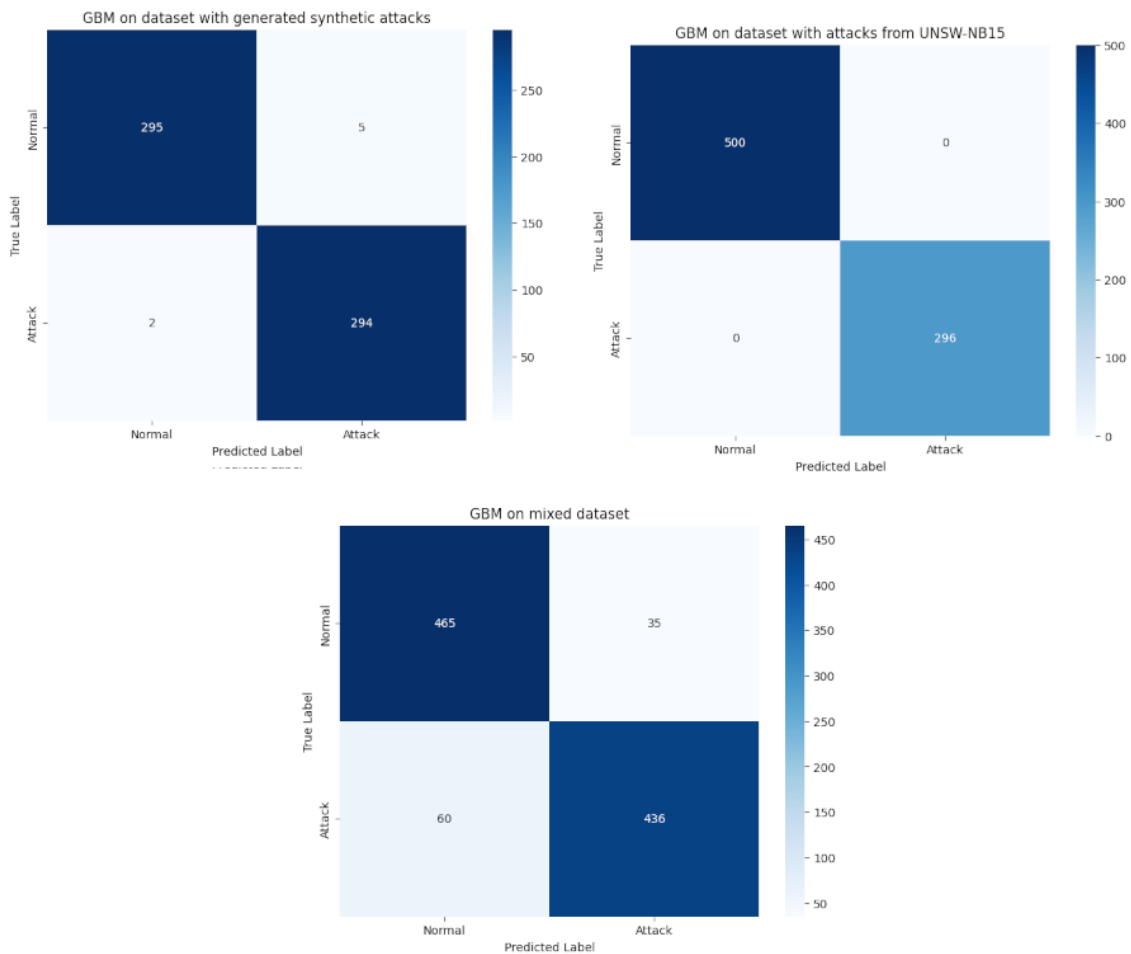 GBM on dataset with generated synthetic attacks
Normal
295
5
Attack
2
294
True Label
Normal
Attack
Predicted Label
250
200
150
100
50
GBM on dataset with attacks from UNSW-NB15
Normal
500
0
Attack
0
296
True Label
Normal
Attack
Predicted Label
500
400
300
200
100
0
GBM on mixed dataset
Normal
465
35
Attack
60
436
True Label
Normal
Attack
Predicted Label
450
400
350
300
250
200
150
100
50